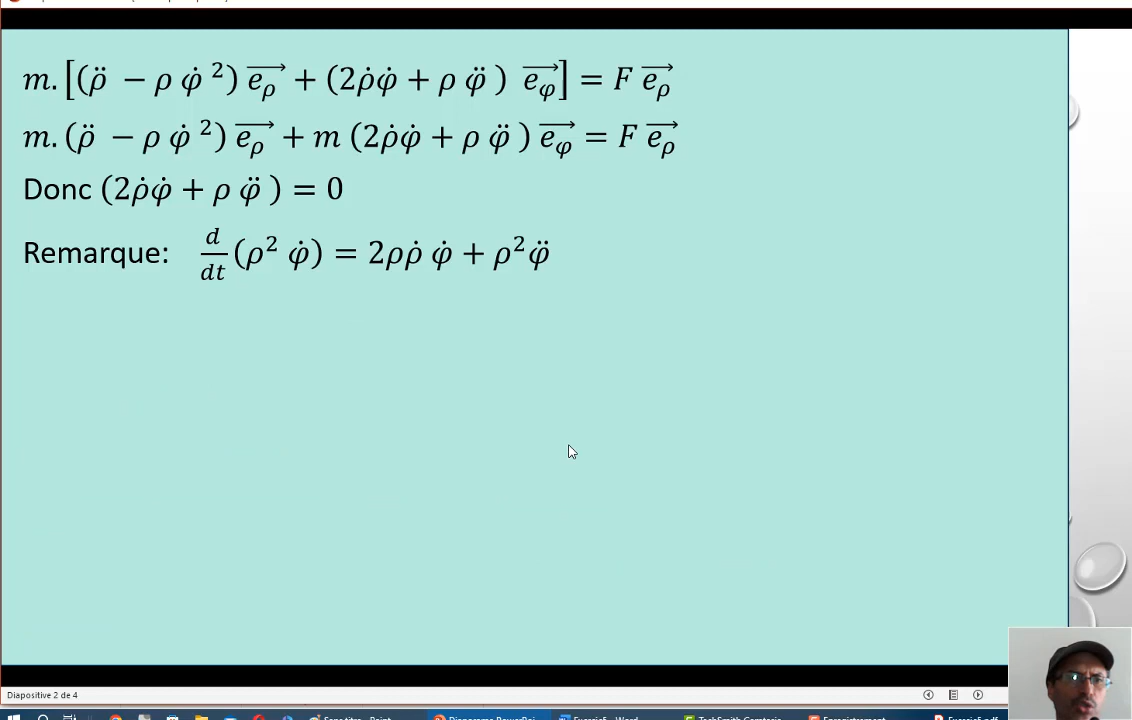 m. [(ρ̈ − ρ φ̇ ²) e⃗ρ + (2ρ̇φ̇ + ρ φ̈ ) e⃗φ] = F e⃗ρ
m. (ρ̈ − ρ φ̇ ²) e⃗ρ + m (2ρ̇φ̇ + ρ φ̈ ) e⃗φ = F e⃗ρ
Donc (2ρ̇φ̇ + ρ φ̈ ) = 0
Remarque: d/dt (ρ² φ̇) = 2ρρ̇ φ̇ + ρ²φ̈
Diapositive 2 de 4